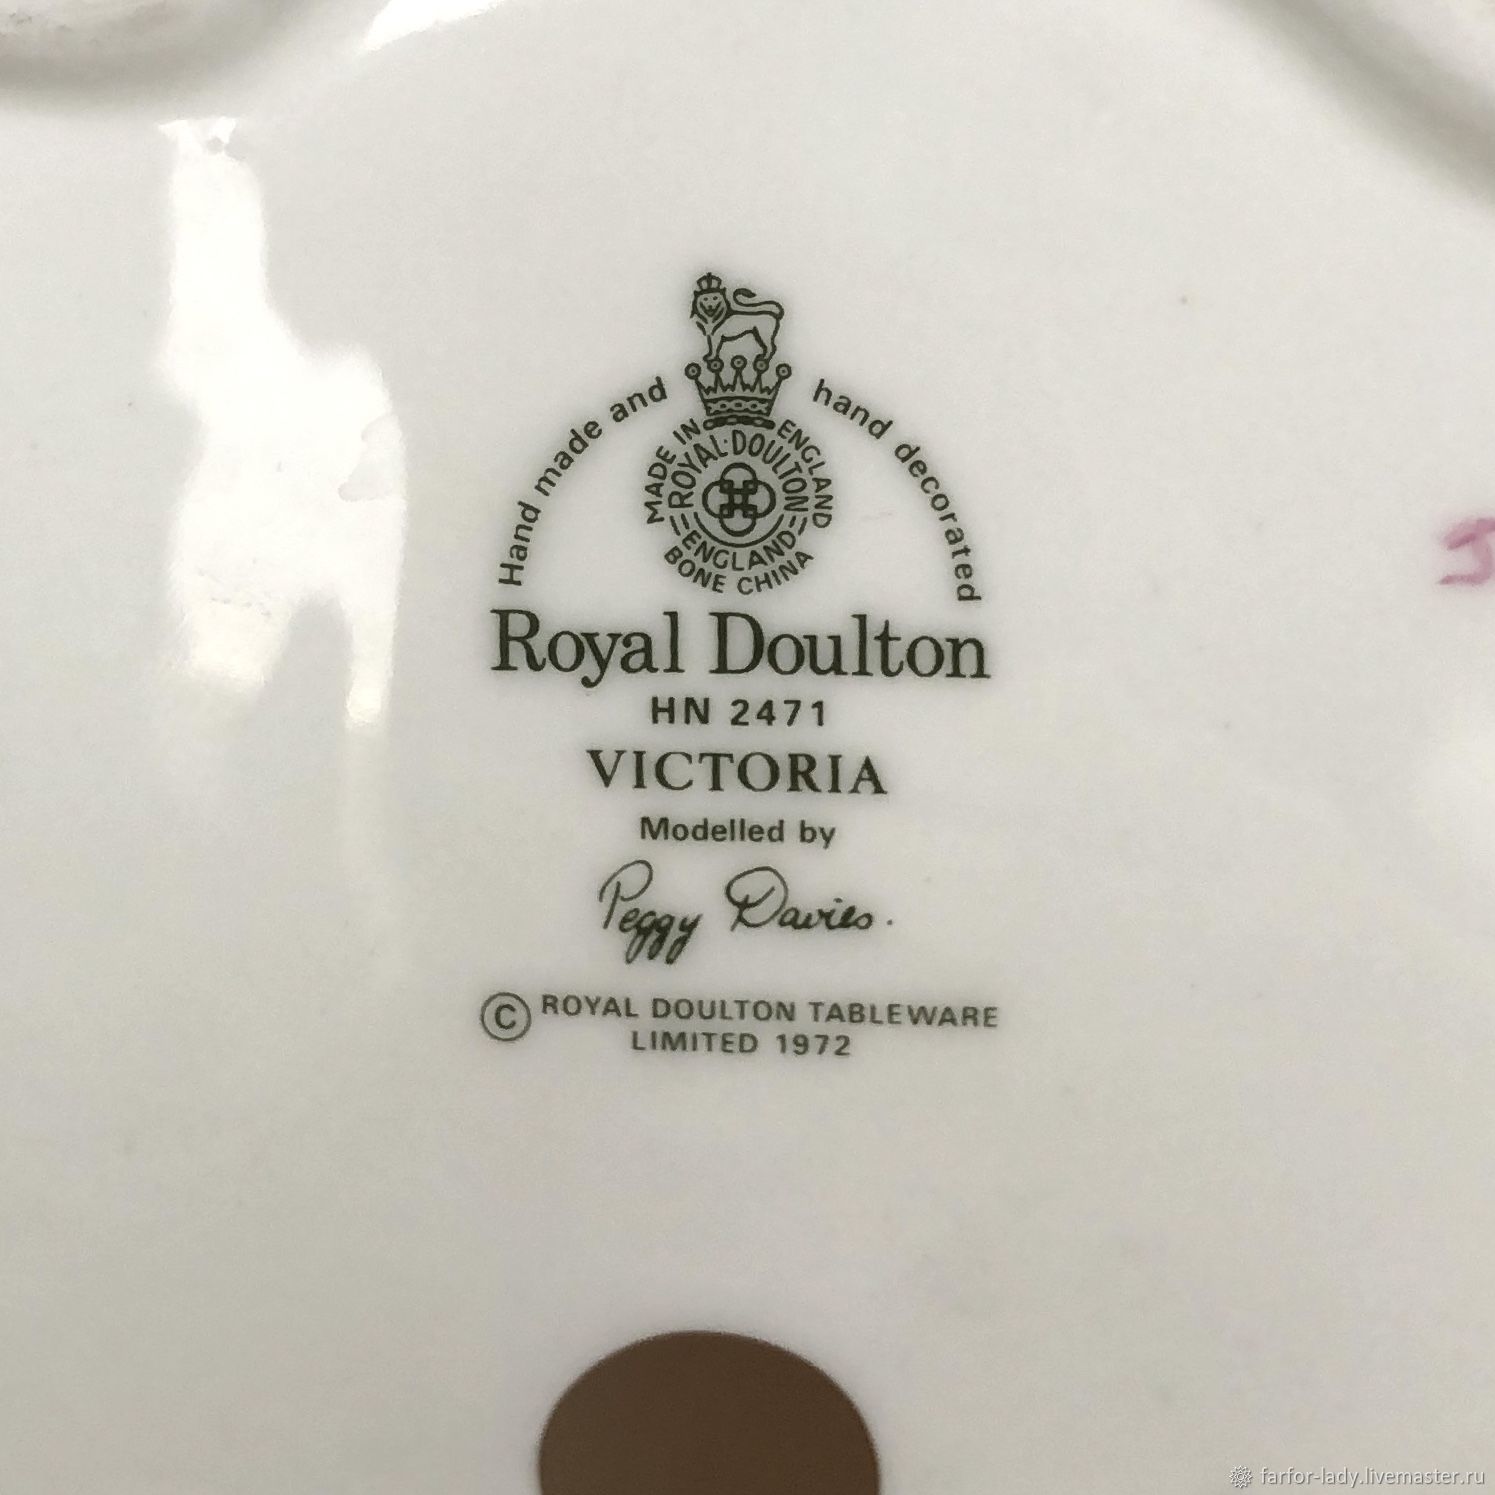 Hand made and hand decorated
MADE IN ENGLAND
ROYAL·DOULTON
ENGLAND
BONE CHINA
Royal Doulton
HN 2471
VICTORIA
Modelled by
Peggy Davies.
© ROYAL DOULTON TABLEWARE
LIMITED 1972
J
farfor-lady.livemaster.ru